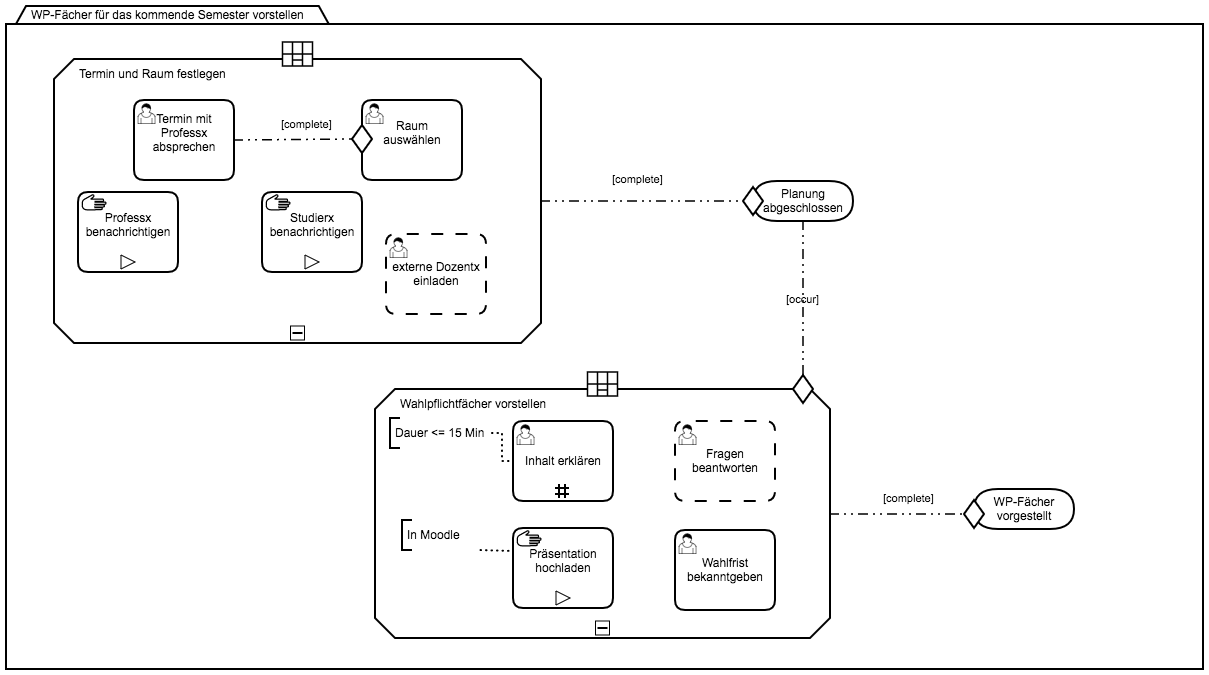 WP-Fächer für das kommende Semester vorstellen
Termin und Raum festlegen
Termin mit
Professx
absprechen
[complete]
Raum
auswählen
Professx
benachrichtigen
Studierx
benachrichtigen
externe Dozentx
einladen
[complete]
Planung
abgeschlossen
[occur]
Wahlpflichtfächer vorstellen
Dauer <= 15 Min
Inhalt erklären
Fragen
beantworten
In Moodle
Präsentation
hochladen
Wahlfrist
bekanntgeben
[complete]
WP-Fächer
vorgestellt